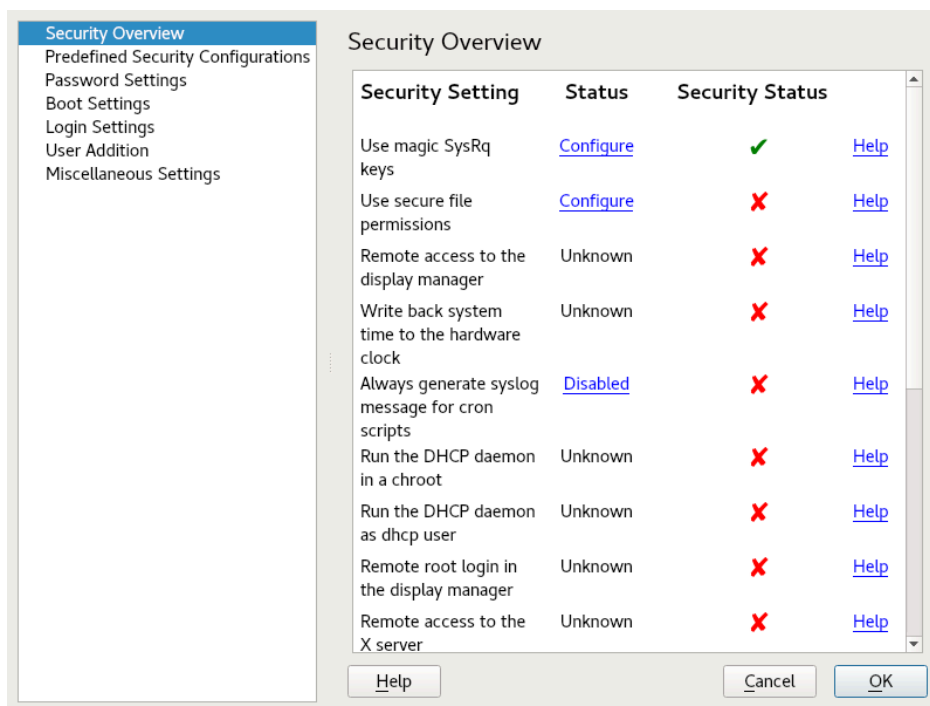 Security Overview
Predefined Security Configurations
Password Settings
Boot Settings
Login Settings
User Addition
Miscellaneous Settings
Security Overview
Security Setting Status Security Status
Use magic SysRq Configure ✔ Help
keys
Use secure file Configure ✘ Help
permissions
Remote access to the Unknown ✘ Help
display manager
Write back system Unknown ✘ Help
time to the hardware
clock
Always generate syslog Disabled ✘ Help
message for cron
scripts
Run the DHCP daemon Unknown ✘ Help
in a chroot
Run the DHCP daemon Unknown ✘ Help
as dhcp user
Remote root login in Unknown ✘ Help
the display manager
Remote access to the Unknown ✘ Help
X server
Help Cancel OK